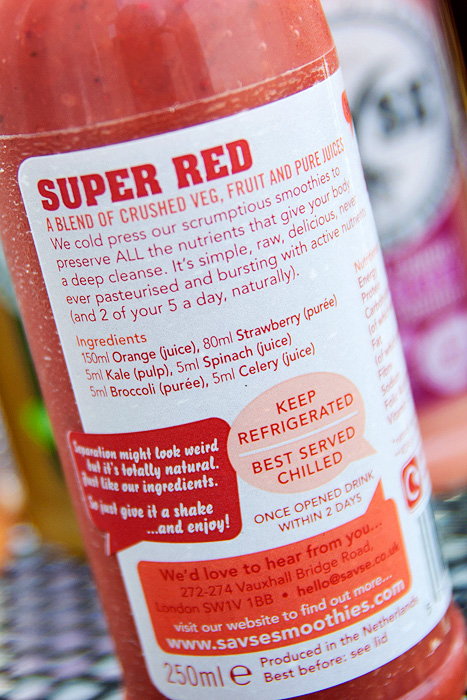 SUPER RED
A BLEND OF CRUSHED VEG, FRUIT AND PURE JUICES
We cold press our scrumptious smoothies to
preserve ALL the nutrients that give your body
a deep cleanse. It's simple, raw, delicious, never
ever pasteurised and bursting with active nutrients
(and 2 of your 5 a day, naturally).
Ingredients
150ml Orange (juice), 80ml Strawberry (purée)
5ml Kale (pulp), 5ml Spinach (juice)
5ml Broccoli (purée), 5ml Celery (juice)
KEEP
REFRIGERATED
BEST SERVED
CHILLED
Separation might look weird
but it's totally natural.
Just like our ingredients.
So just give it a shake
...and enjoy!
ONCE OPENED DRINK
WITHIN 2 DAYS
We'd love to hear from you...
272-274 Vauxhall Bridge Road,
London SW1V 1BB • hello@savse.co.uk
visit our website to find out more...
www.savsesmoothies.com
250ml e
Produced in the Netherlands
Best before: see lid